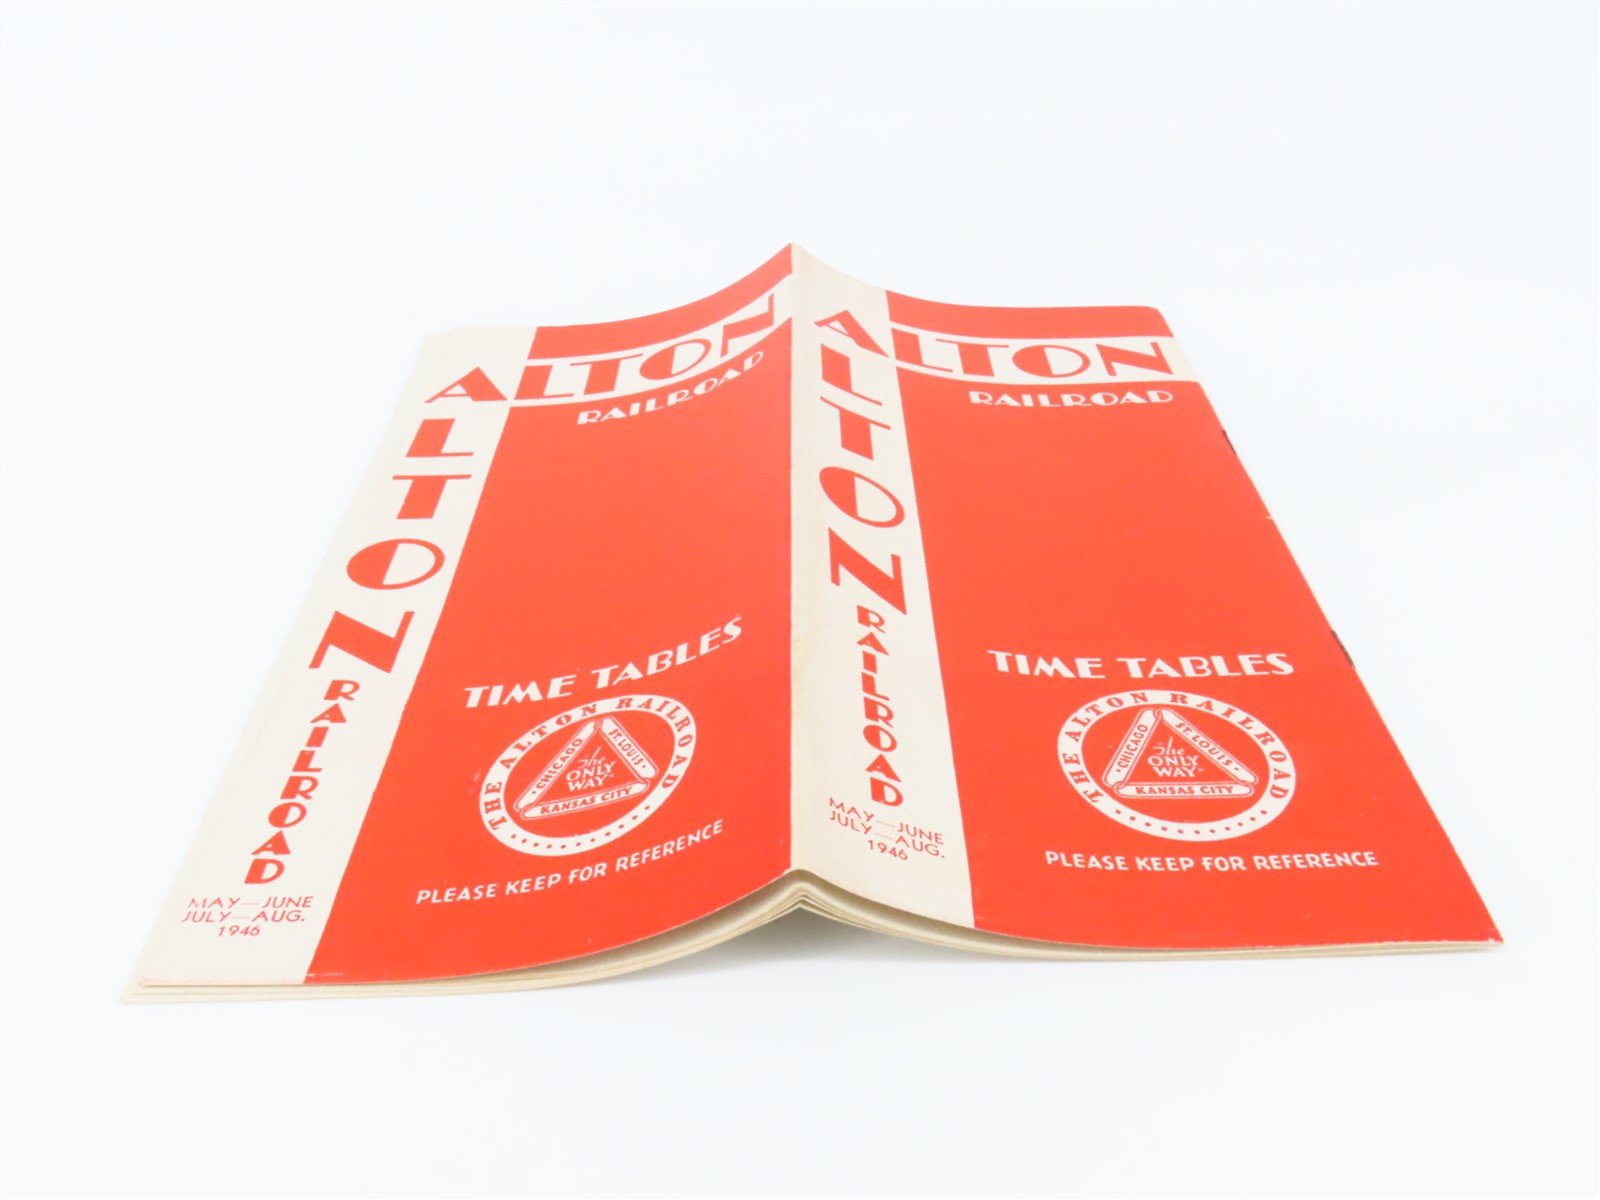 ALTON
RAILROAD
ALTON
RAILROAD
MAY—JUNE
JULY—AUG.
1946
TIME TABLES
THE ALTON RAILROAD
CHICAGO
ST. LOUIS
KANSAS CITY
"The
ONLY
WAY"
PLEASE KEEP FOR REFERENCE
ALTON
RAILROAD
ALTON
RAILROAD
MAY—JUNE
JULY—AUG.
1946
TIME TABLES
THE ALTON RAILROAD
CHICAGO
ST. LOUIS
KANSAS CITY
"The
ONLY
WAY"
PLEASE KEEP FOR REFERENCE